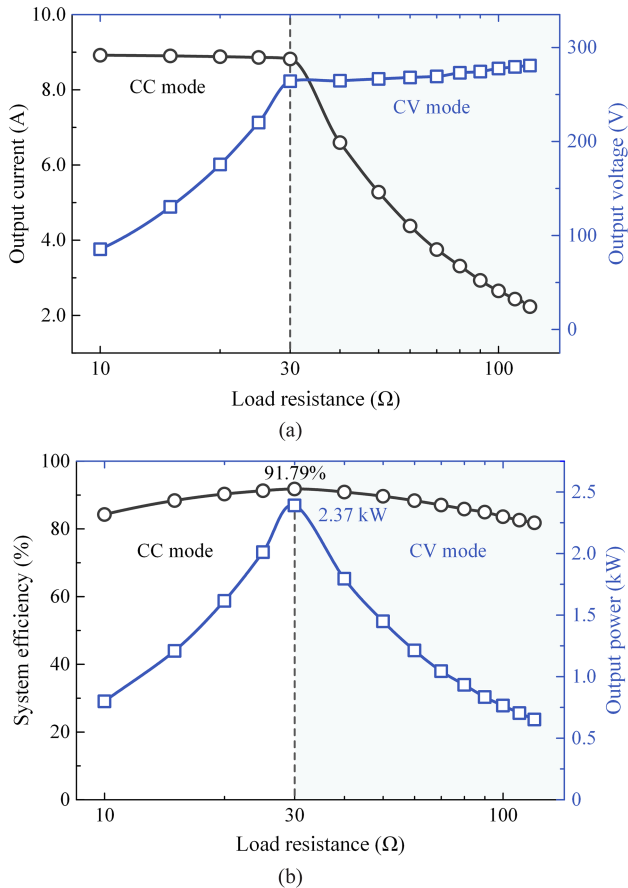 10.0
8.0
6.0
4.0
2.0
Output current (A)
CC mode
CV mode
300
200
100
0
Output voltage (V)
10
30
100
Load resistance (Ω)
(a)
100
80
60
40
20
0
System efficiency (%)
91.79%
2.37 kW
CC mode
CV mode
2.5
2.0
1.5
1.0
0.5
0
Output power (kW)
10
30
100
Load resistance (Ω)
(b)